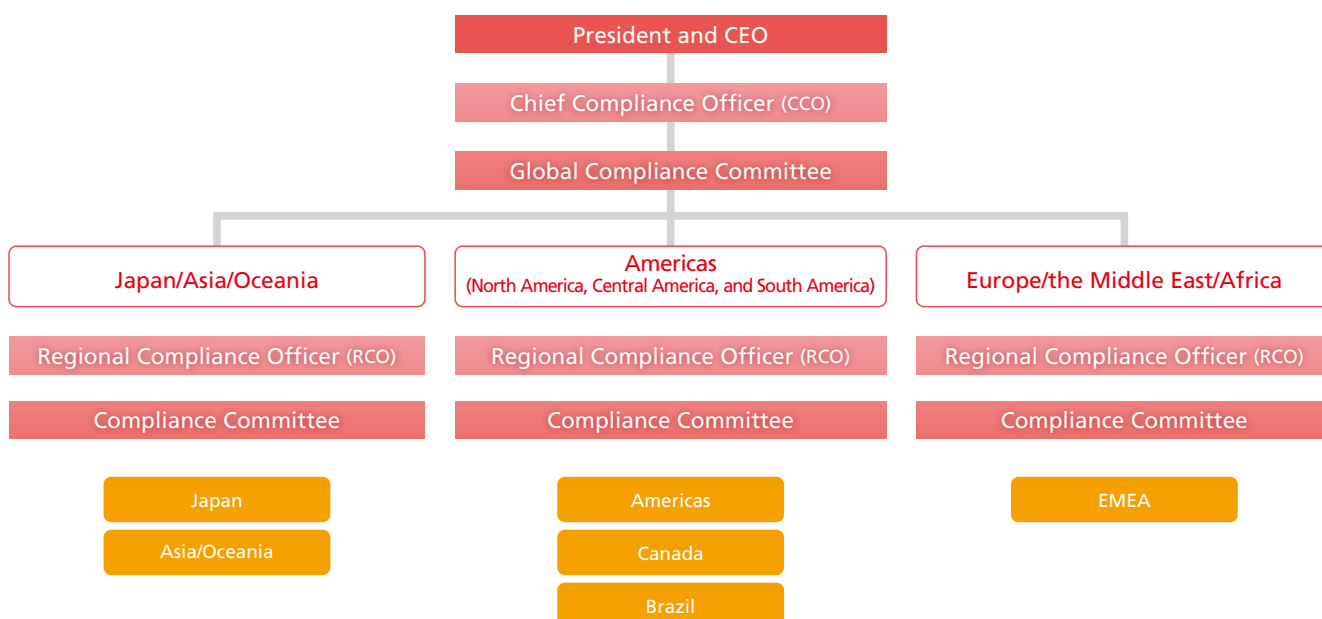 President and CEO
Chief Compliance Officer (CCO)
Global Compliance Committee
Japan/Asia/Oceania
Americas
(North America, Central America, and South America)
Europe/the Middle East/Africa
Regional Compliance Officer (RCO)
Regional Compliance Officer (RCO)
Regional Compliance Officer (RCO)
Compliance Committee
Compliance Committee
Compliance Committee
Japan
Americas
EMEA
Asia/Oceania
Canada
Brazil